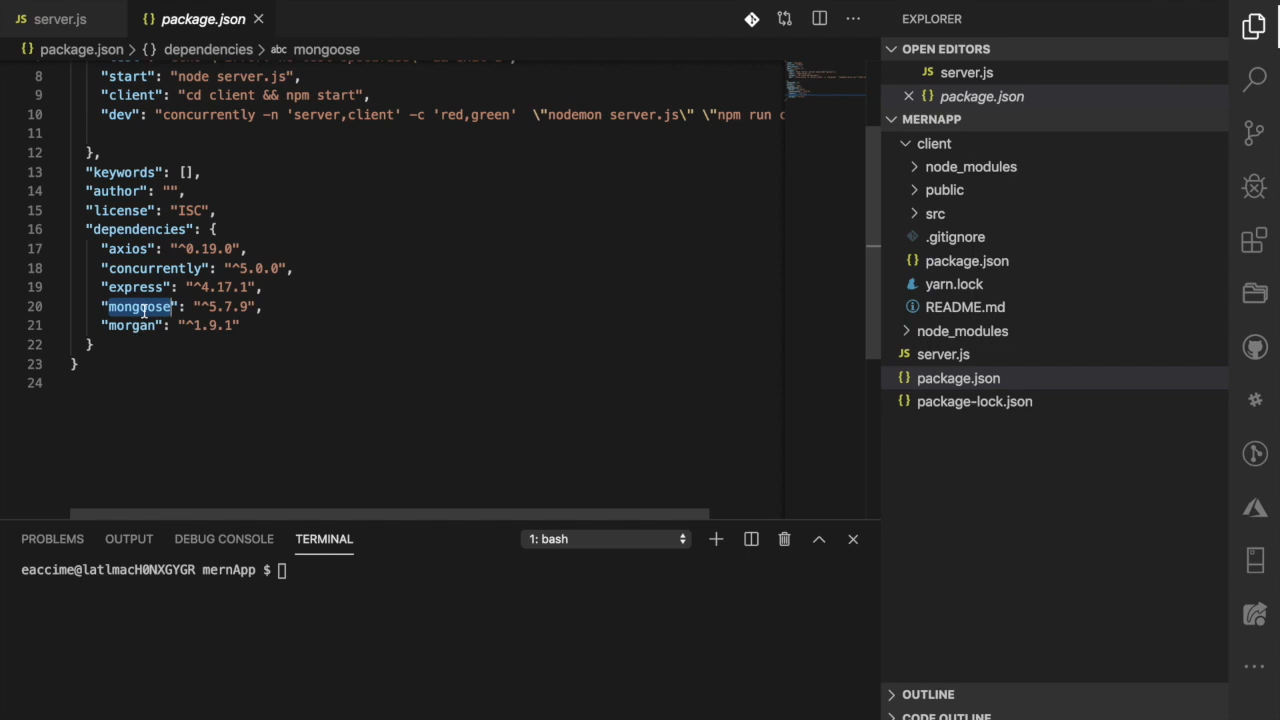 JS server.js
{} package.json
{} package.json > {} dependencies > abc mongoose
8 "start": "node server.js",
9 "client": "cd client && npm start",
10 "dev": "concurrently -n 'server,client' -c 'red,green'  \"nodemon server.js\" \"npm run c
11
12 },
13 "keywords": [],
14 "author": "",
15 "license": "ISC",
16 "dependencies": {
17 "axios": "^0.19.0",
18 "concurrently": "^5.0.0",
19 "express": "^4.17.1",
20 "mongoose": "^5.7.9",
21 "morgan": "^1.9.1"
22 }
23 }
24
PROBLEMS OUTPUT DEBUG CONSOLE TERMINAL
1: bash
eaccime@latlmacH0NXGYGR mernApp $
EXPLORER
OPEN EDITORS
JS server.js
{} package.json
MERNAPP
client
node_modules
public
src
.gitignore
{} package.json
yarn.lock
README.md
node_modules
JS server.js
{} package.json
{} package-lock.json
OUTLINE
CODE OUTLINE